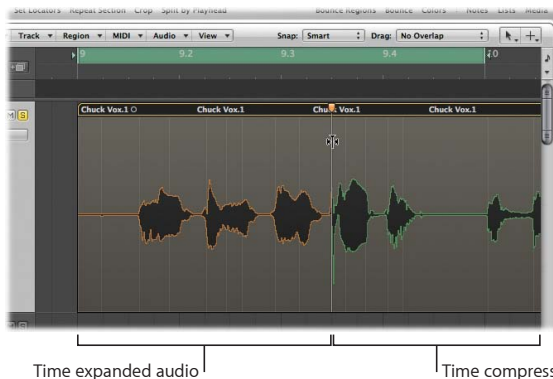 Set Locators Repeat Section Crop Split by Playhead Bounce Regions Bounce Colors Notes Lists Media
Track Region MIDI Audio View Snap: Smart Drag: No Overlap
9 9.2 9.3 9.4
Chuck Vox.1 Chuck Vox.1 Vox.1 Chuck Vox.1
M S
Time expanded audio Time compress